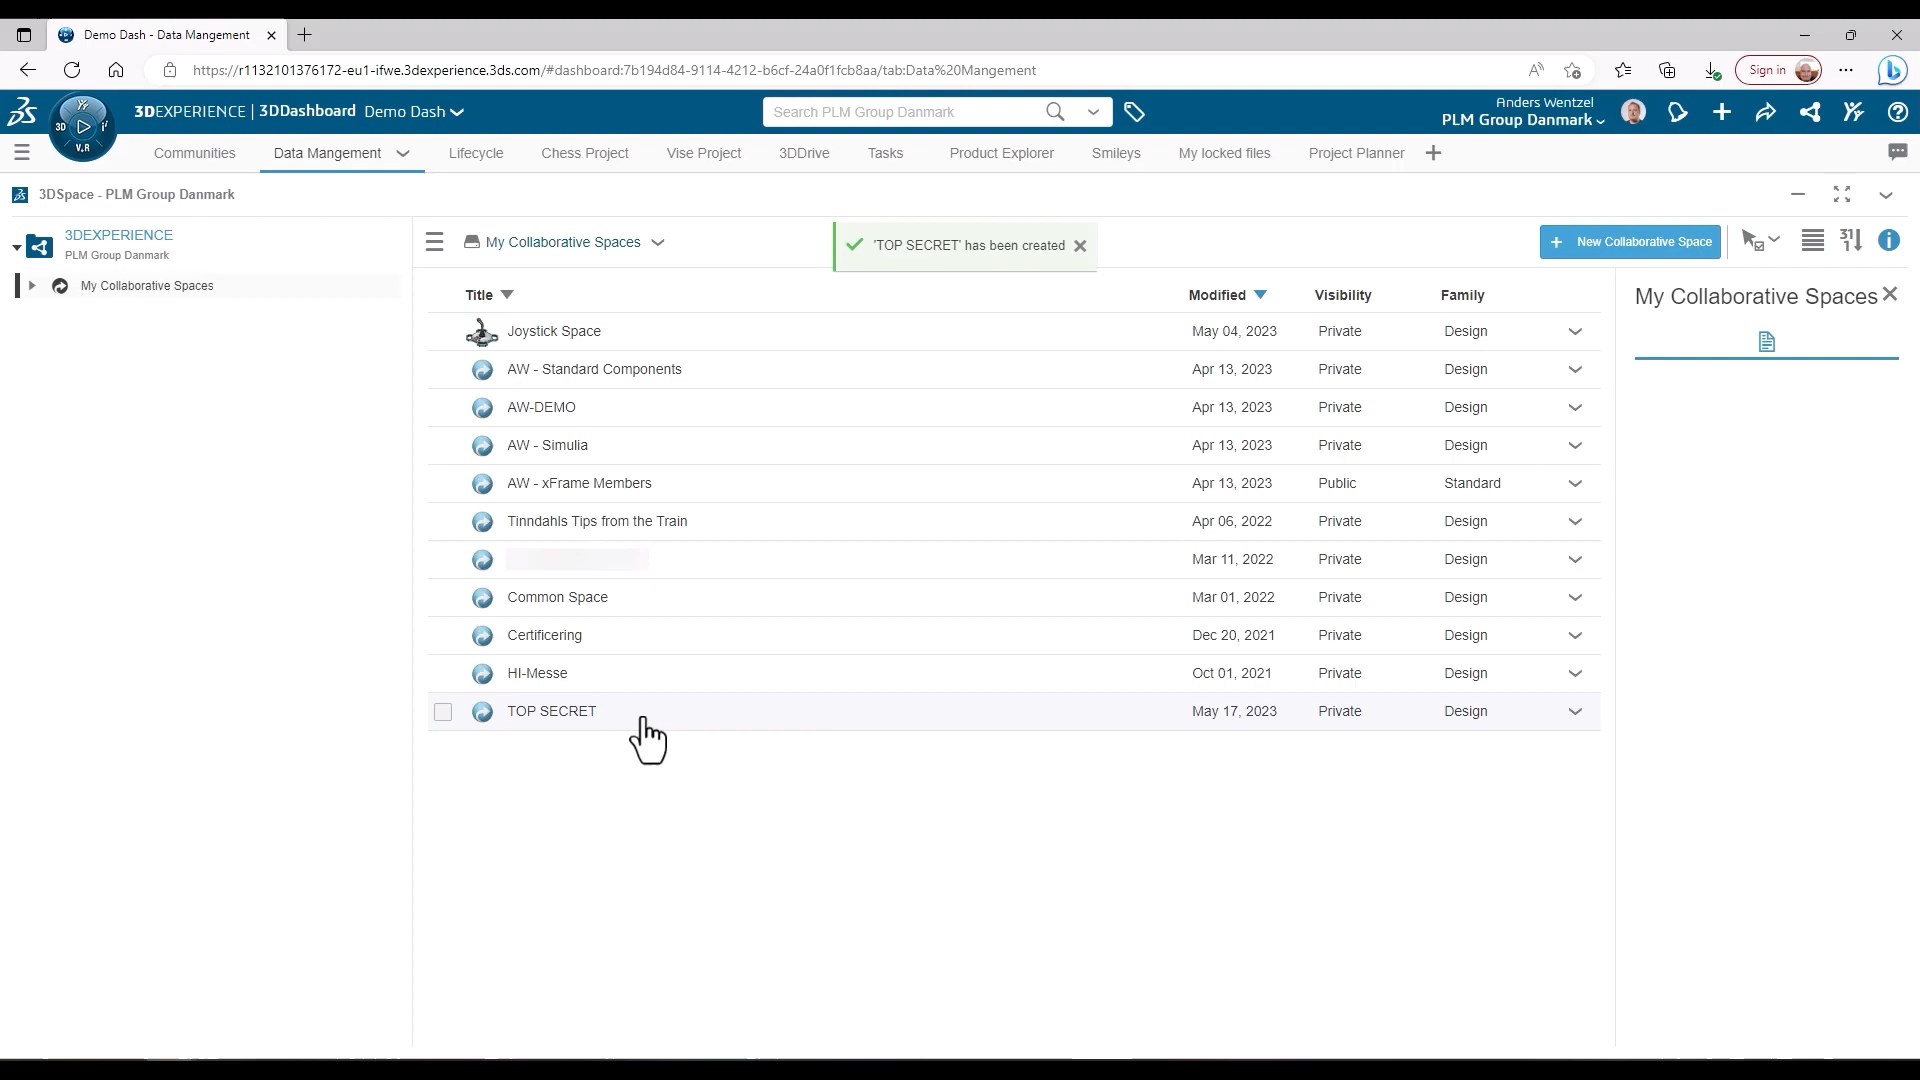 Demo Dash - Data Mangement
https://r1132101376172-eu1-ifwe.3dexperience.3ds.com/#dashboard:7b194d84-9114-4212-b6cf-24a0f1fcb8aa/tab:Data%20Mangement
Sign in
3DEXPERIENCE | 3DDashboard Demo Dash
Search PLM Group Danmark
Anders Wentzel
PLM Group Danmark
3D
V.R
Communities Data Mangement Lifecycle Chess Project Vise Project 3DDrive Tasks Product Explorer Smileys My locked files Project Planner
3DSpace - PLM Group Danmark
3DEXPERIENCE
PLM Group Danmark
My Collaborative Spaces
My Collaborative Spaces
'TOP SECRET' has been created
+ New Collaborative Space
Title Modified Visibility Family
Joystick Space May 04, 2023 Private Design
AW - Standard Components Apr 13, 2023 Private Design
AW-DEMO Apr 13, 2023 Private Design
AW - Simulia Apr 13, 2023 Private Design
AW - xFrame Members Apr 13, 2023 Public Standard
Tinndahls Tips from the Train Apr 06, 2022 Private Design
Mar 11, 2022 Private Design
Common Space Mar 01, 2022 Private Design
Certificering Dec 20, 2021 Private Design
HI-Messe Oct 01, 2021 Private Design
TOP SECRET May 17, 2023 Private Design
My Collaborative Spaces